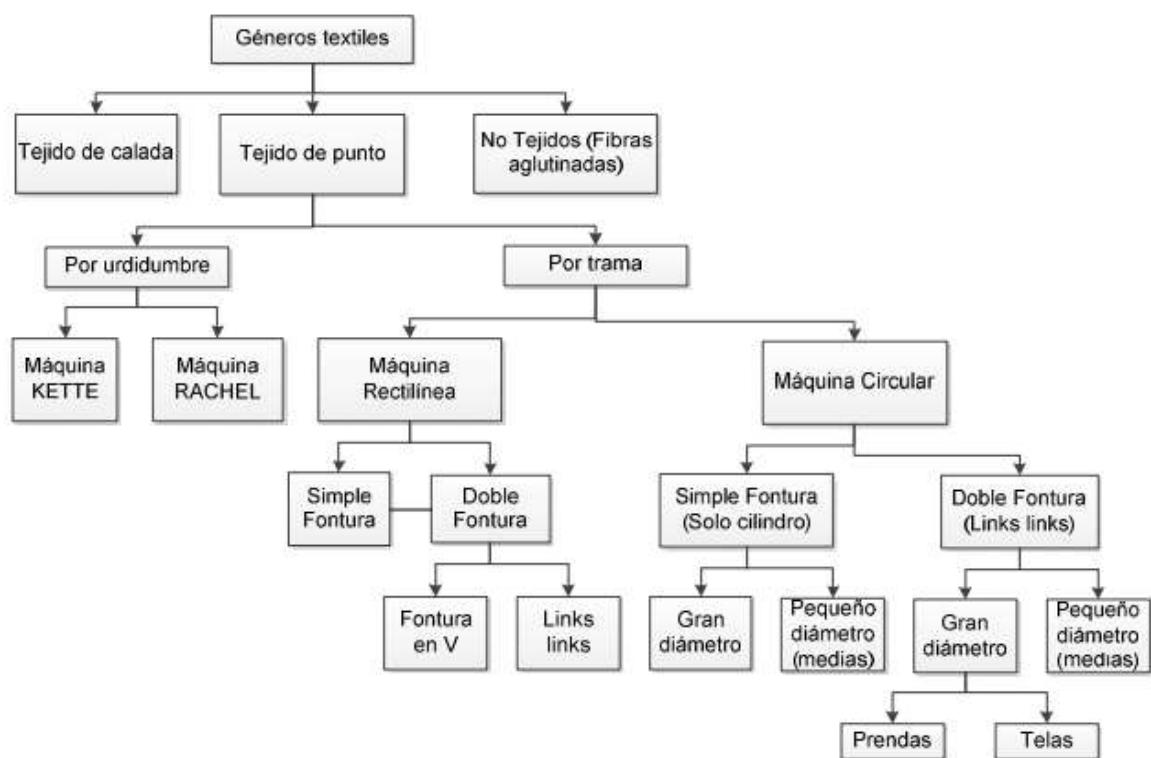 Géneros textiles
Tejido de calada
Tejido de punto
No Tejidos (Fibras
aglutinadas)
Por urdidumbre
Por trama
Máquina
KETTE
Máquina
RACHEL
Máquina
Rectilínea
Máquina Circular
Simple
Fontura
Doble
Fontura
Simple Fontura
(Solo cilindro)
Doble Fontura
(Links links)
Fontura
en V
Links
links
Gran
diámetro
Pequeño
diámetro
(medias)
Gran
diámetro
Pequeño
diámetro
(medias)
Prendas
Telas